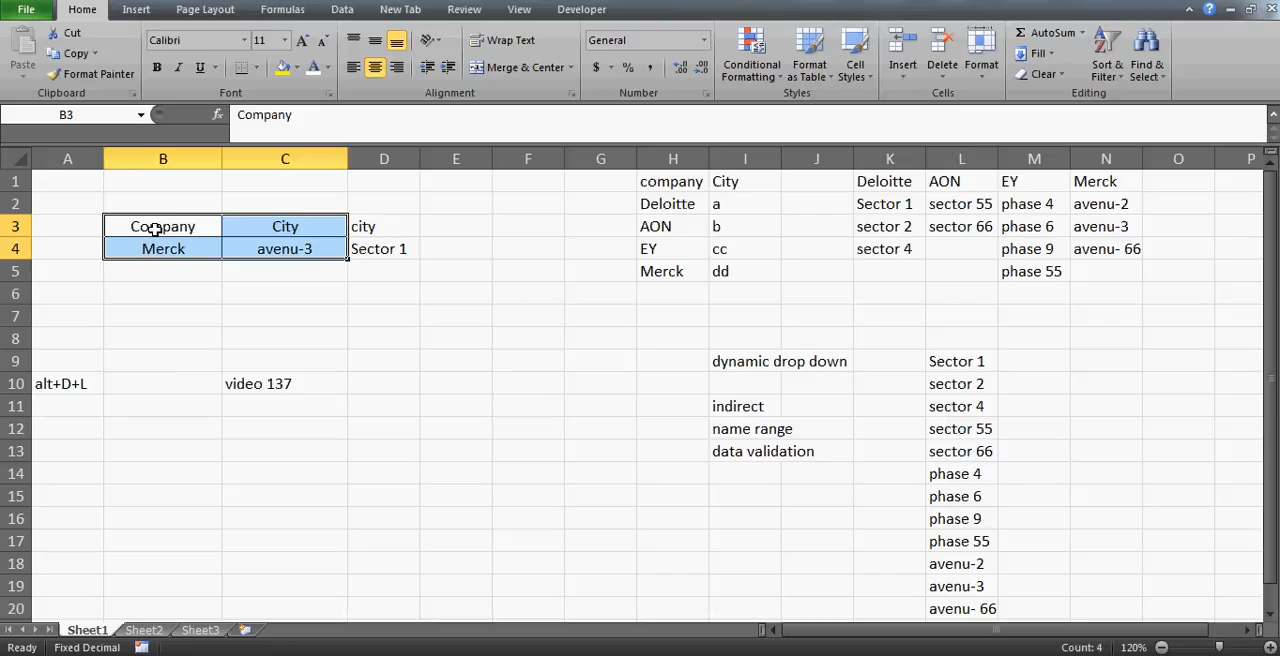 File Home Insert Page Layout Formulas Data New Tab Review View Developer
Cut
Copy
Format Painter
Paste
Clipboard
Calibri 11
B I U
Font
Wrap Text
Merge & Center
Alignment
General
$ % ,
Number
Conditional Formatting
Format as Table
Cell Styles
Styles
Insert Delete Format
Cells
AutoSum
Fill
Clear
Sort & Filter
Find & Select
Editing
B3 fx Company
A B C D E F G H I J K L M N O P
1 company City Deloitte AON EY Merck
2 Deloitte a Sector 1 sector 55 phase 4 avenu-2
3 Company City city AON b sector 2 sector 66 phase 6 avenu-3
4 Merck avenu-3 Sector 1 EY cc sector 4 phase 9 avenu- 66
5 Merck dd phase 55
6
7
8
9 dynamic drop down Sector 1
10 alt+D+L video 137 sector 2
11 indirect sector 4
12 name range sector 55
13 data validation sector 66
14 phase 4
15 phase 6
16 phase 9
17 phase 55
18 avenu-2
19 avenu-3
20 avenu- 66
Sheet1 Sheet2 Sheet3
Ready Fixed Decimal Count: 4 120%